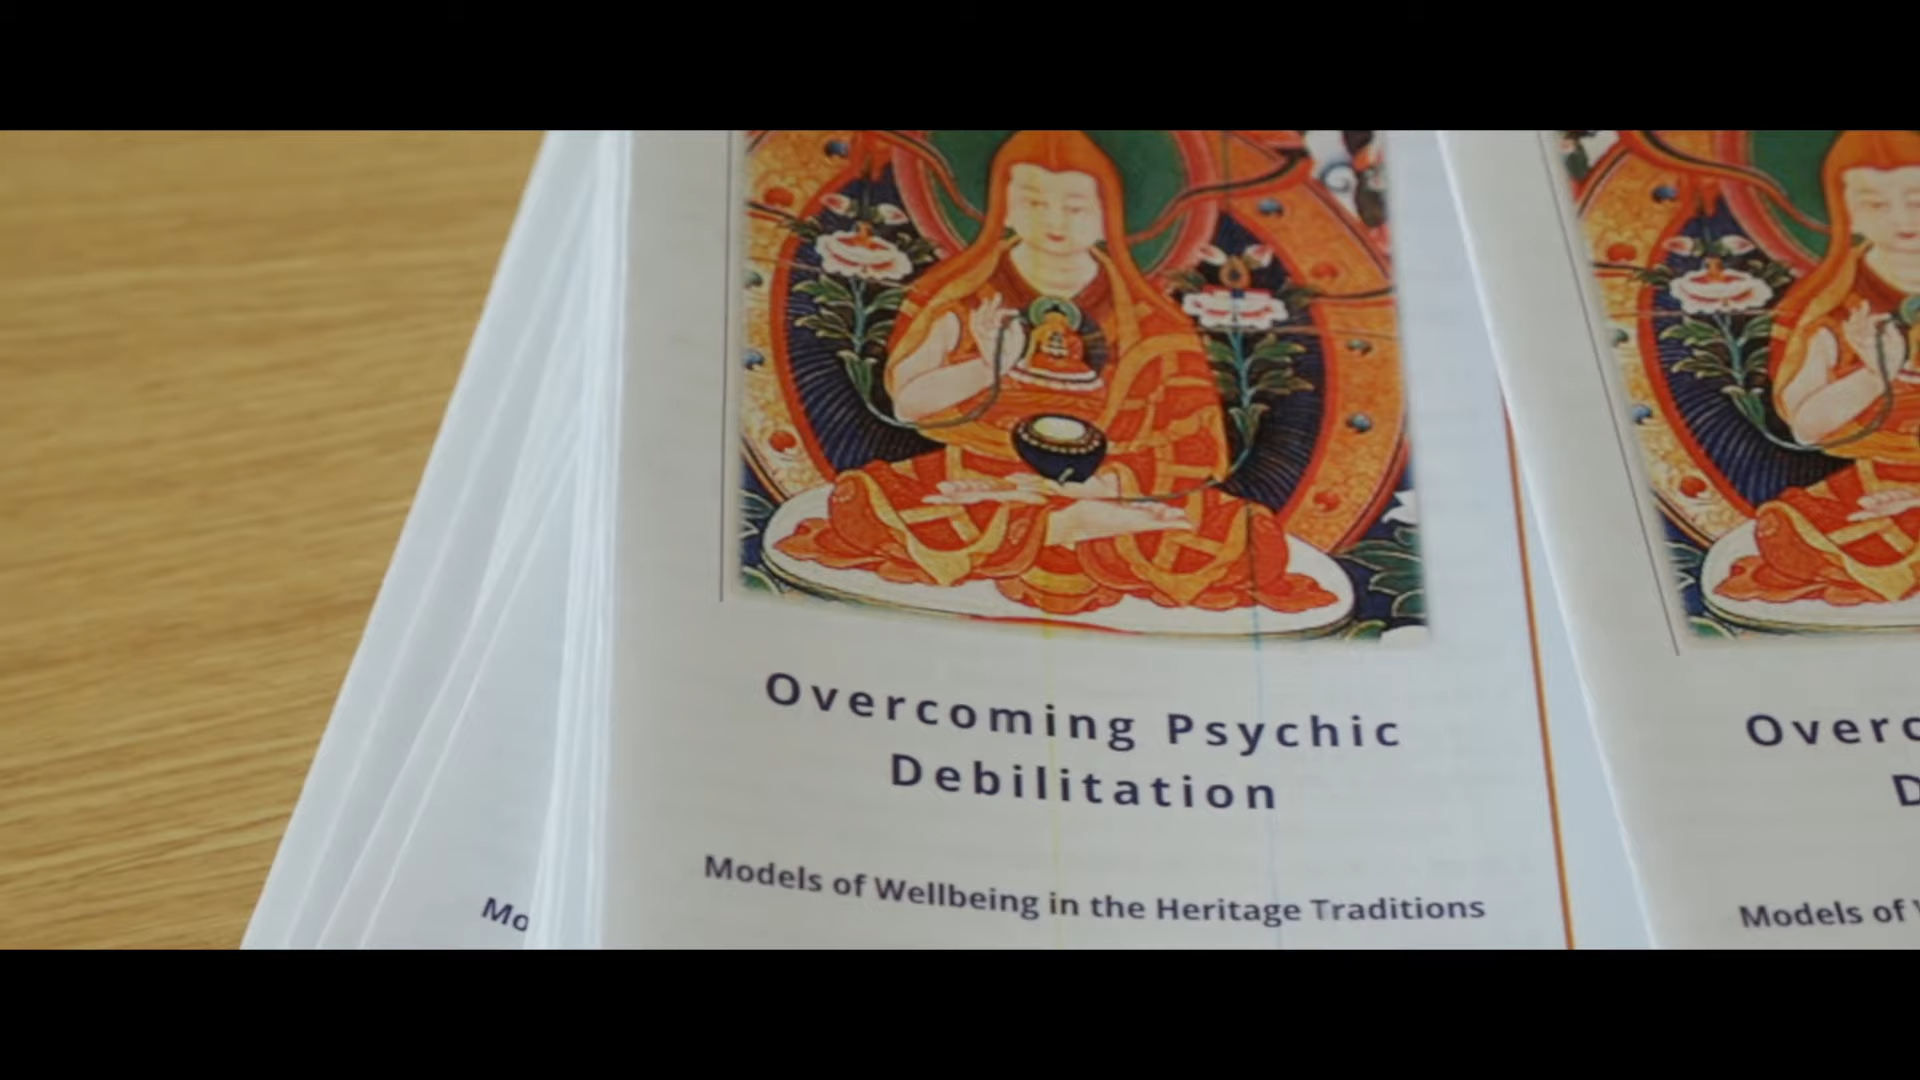 Overcoming Psychic
Debilitation
Models of Wellbeing in the Heritage Traditions
Mo
Overc
D
Models of